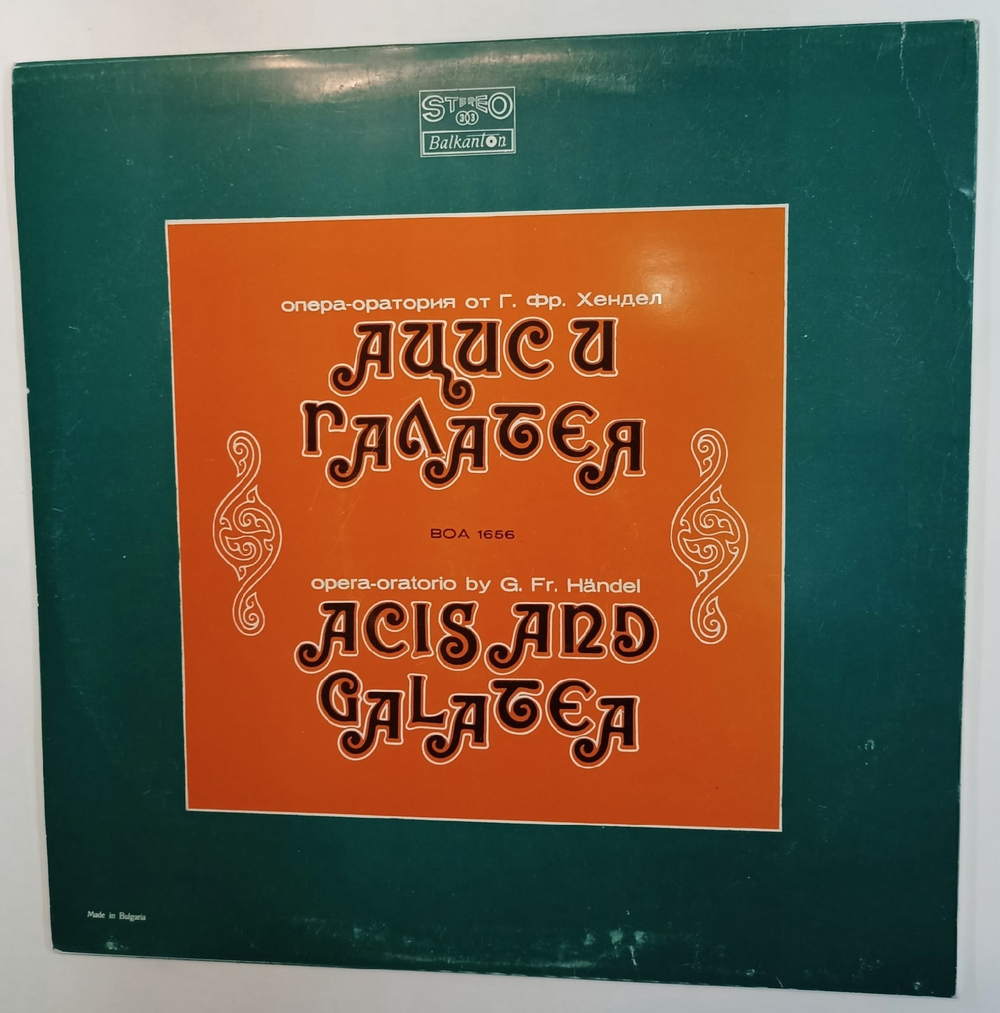 STEREO
33
Balkanton
опера-оратория от Г. Фр. Хендел
АЦИС И
ГАЛАТЕЯ
ВОА 1656
opera-oratorio by G. Fr. Händel
ACIS AND
GALATEA
Made in Bulgaria